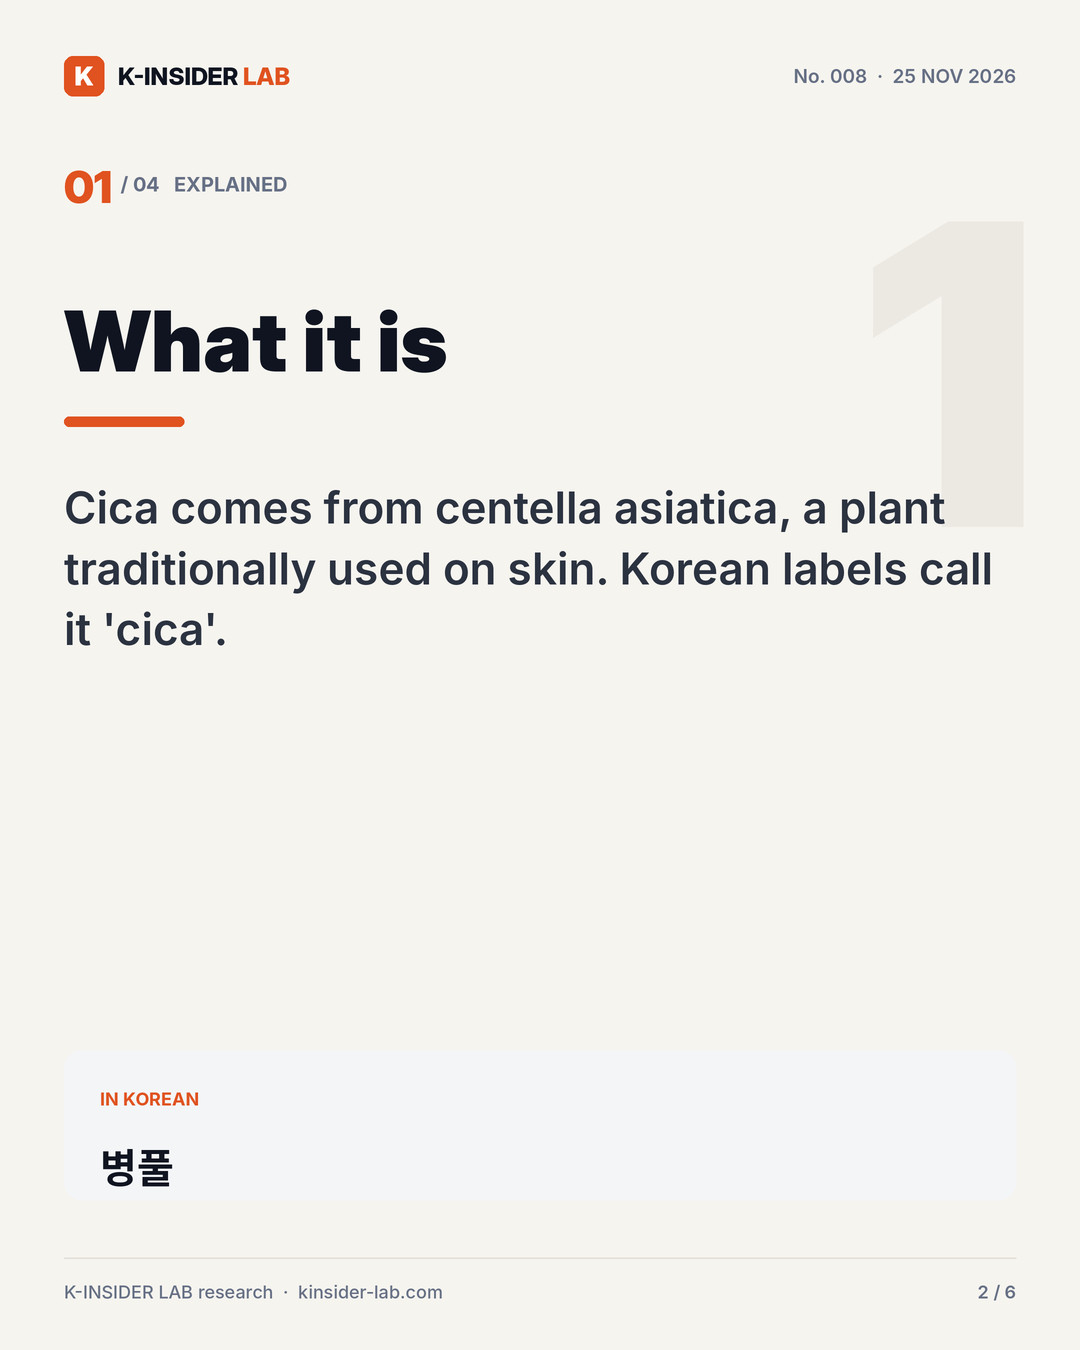 K K-INSIDER LAB
No. 008 · 25 NOV 2026
01 / 04 EXPLAINED
1
What it is
Cica comes from centella asiatica, a plant
traditionally used on skin. Korean labels call
it 'cica'.
IN KOREAN
병풀
K-INSIDER LAB research · kinsider-lab.com
2 / 6